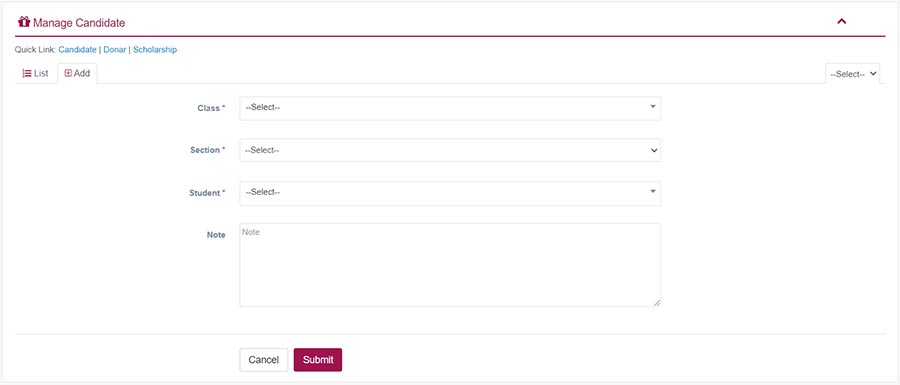 Manage Candidate
Quick Link: Candidate | Donar | Scholarship
List Add --Select--
Class * --Select--
Section * --Select--
Student * --Select--
Note Note
Cancel Submit